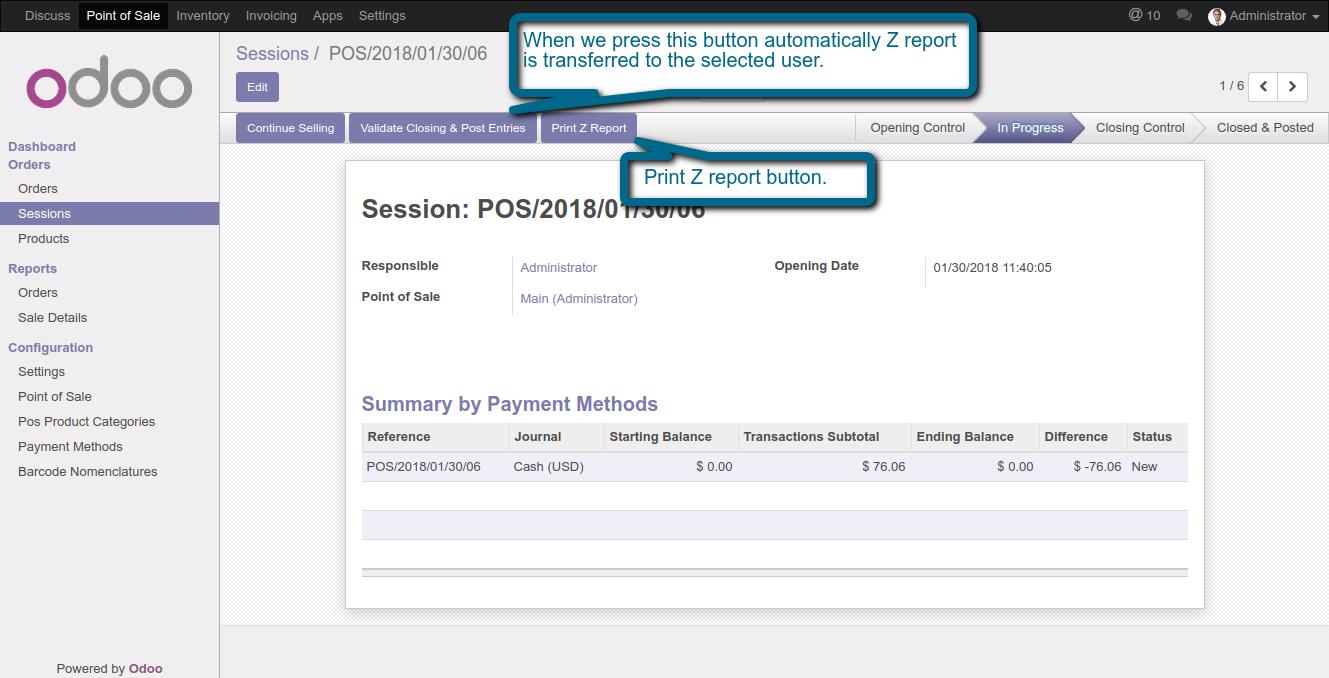 Discuss Point of Sale Inventory Invoicing Apps Settings @ 10 Administrator
odoo
Sessions / POS/2018/01/30/06
When we press this button automatically Z report
is transferred to the selected user.
Edit
1 / 6
Continue Selling Validate Closing & Post Entries Print Z Report Opening Control In Progress Closing Control Closed & Posted
Print Z report button.
Dashboard
Orders
Orders
Sessions
Products
Reports
Orders
Sale Details
Configuration
Settings
Point of Sale
Pos Product Categories
Payment Methods
Barcode Nomenclatures
Powered by Odoo
Session: POS/2018/01/30/06
Responsible Administrator Opening Date 01/30/2018 11:40:05
Point of Sale Main (Administrator)
Summary by Payment Methods
Reference Journal Starting Balance Transactions Subtotal Ending Balance Difference Status
POS/2018/01/30/06 Cash (USD) $ 0.00 $ 76.06 $ 0.00 $ -76.06 New